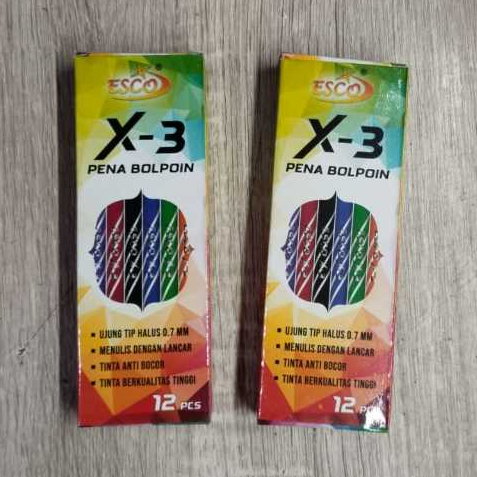 ESCO
X-3
PENA BOLPOIN
UJUNG TIP HALUS 0.7 MM
MENULIS DENGAN LANCAR
TINTA ANTI BOCOR
TINTA BERKUALITAS TINGGI
12 PCS
ESCO
X-3
PENA BOLPOIN
UJUNG TIP HALUS 0.7 MM
MENULIS DENGAN LANCAR
TINTA ANTI BOCOR
TINTA BERKUALITAS TINGGI
12